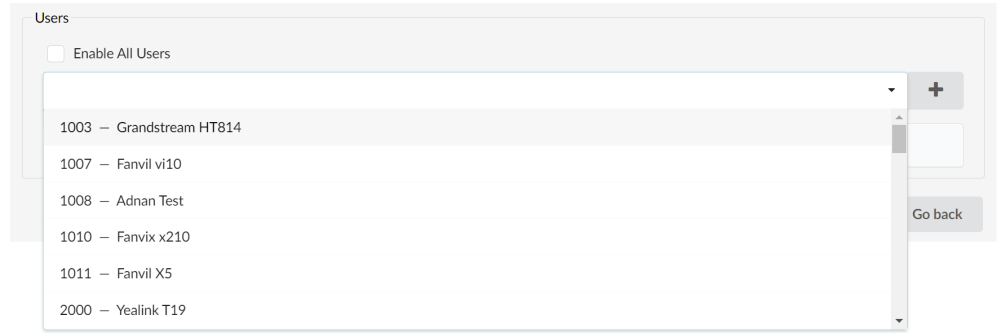 Users
Enable All Users
1003 — Grandstream HT814
1007 — Fanvil vi10
1008 — Adnan Test
1010 — Fanvix x210
1011 — Fanvil X5
2000 — Yealink T19
Go back